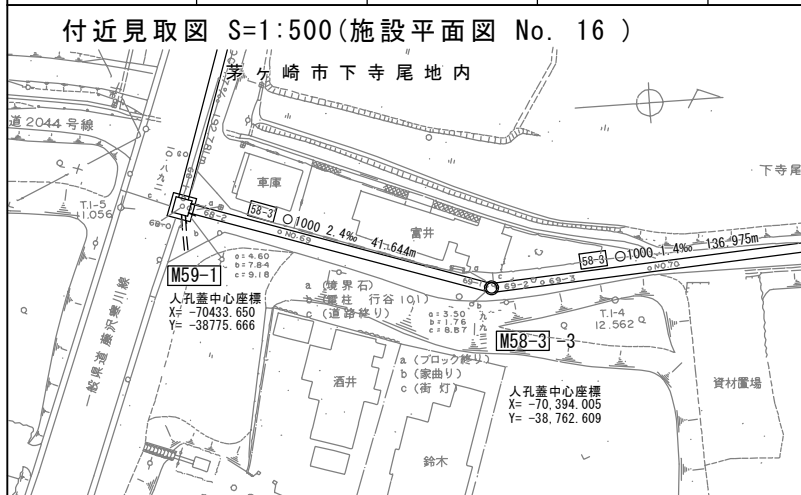 付近見取図 S=1:500(施設平面図 No. 16 )
茅ヶ崎市下寺尾地内
道2044号線
下寺尾
車庫
58-3 ○1000 2.4‰ 41.644m
富井
58-3 ○1000 1.4‰ 136.975m
T.1-5
11.056
68-0
68-2
NO.69
69-1
69-2
69-3
NO.70
M59-1
a=4.60
b=7.84
c=9.18
人孔蓋中心座標
X= -70433.650
Y= -38775.666
a (境界石)
b (電柱 行谷101)
c (道路終り)
a=3.50
b=1.76
c=8.87
T.1-4
12.562
M58-3 -3
一般県道 藤沢寒川線
a (ブロック終り)
b (家曲り)
c (街灯)
酒井
人孔蓋中心座標
X= -70,394.005
Y= -38,762.609
資材置場
鈴木